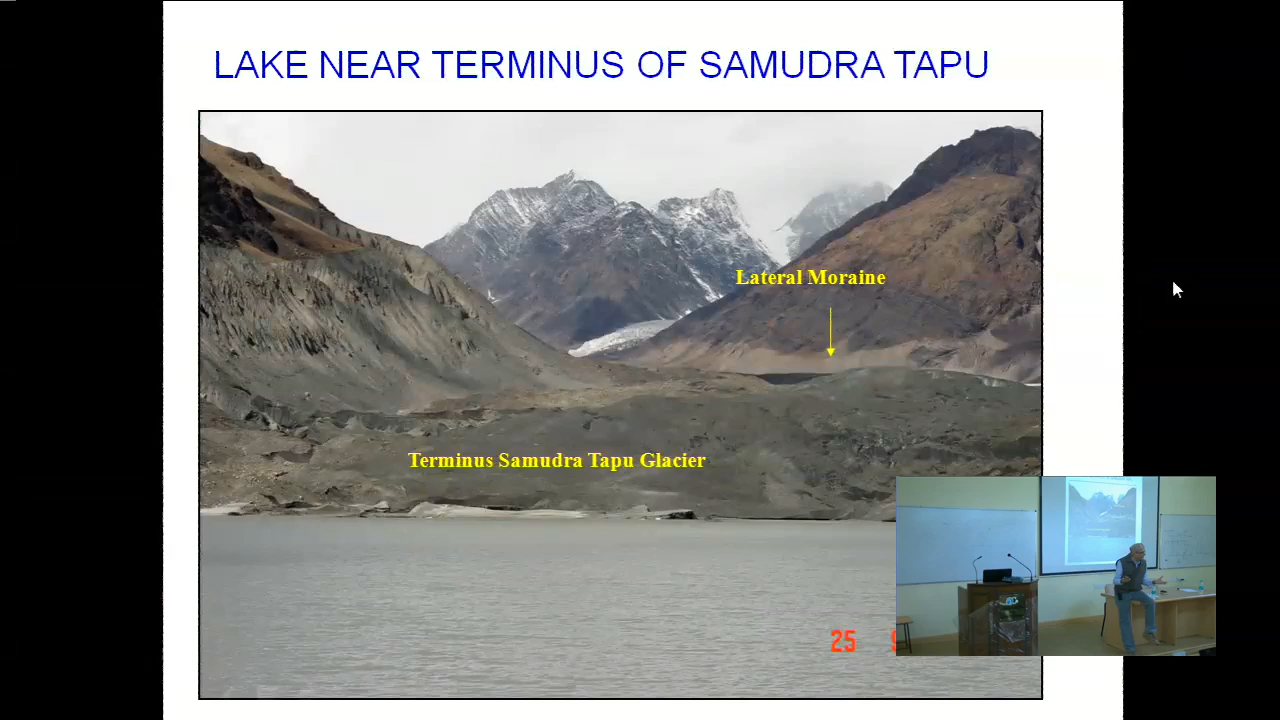 LAKE NEAR TERMINUS OF SAMUDRA TAPU
Lateral Moraine
Terminus Samudra Tapu Glacier
25